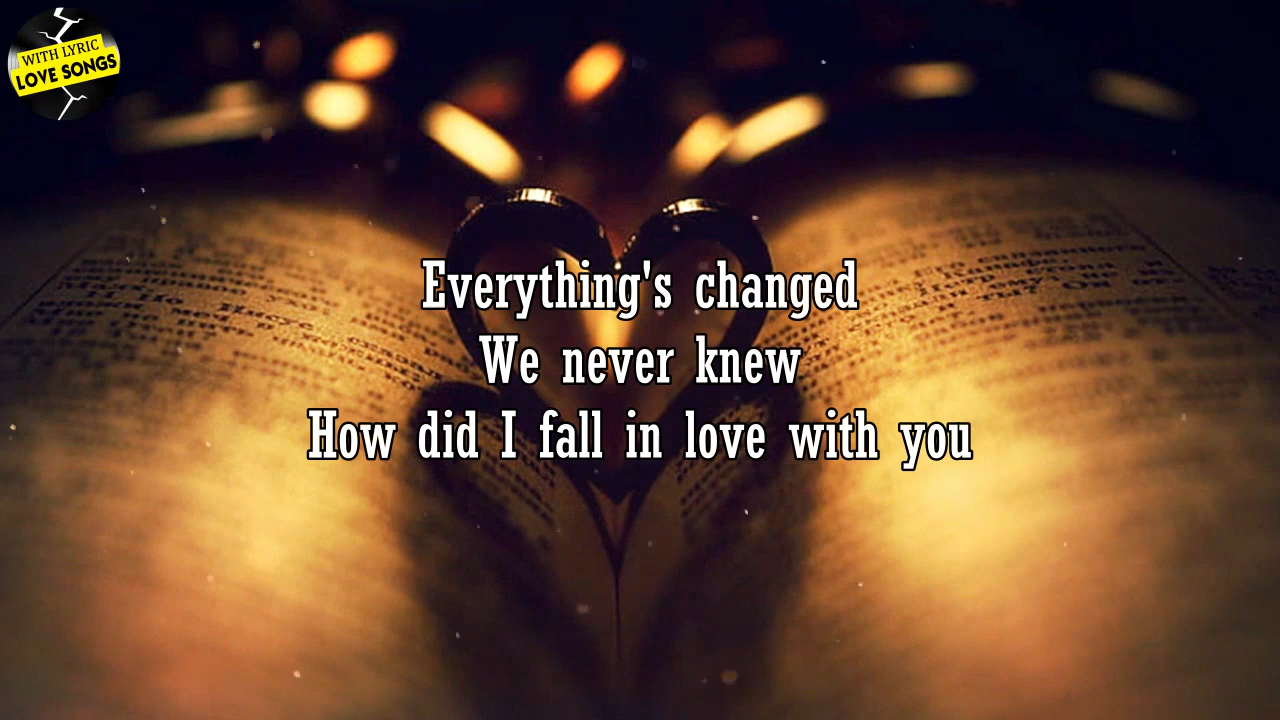 WITH LYRIC
LOVE SONGS
Everything's changed
We never knew
How did I fall in love with you